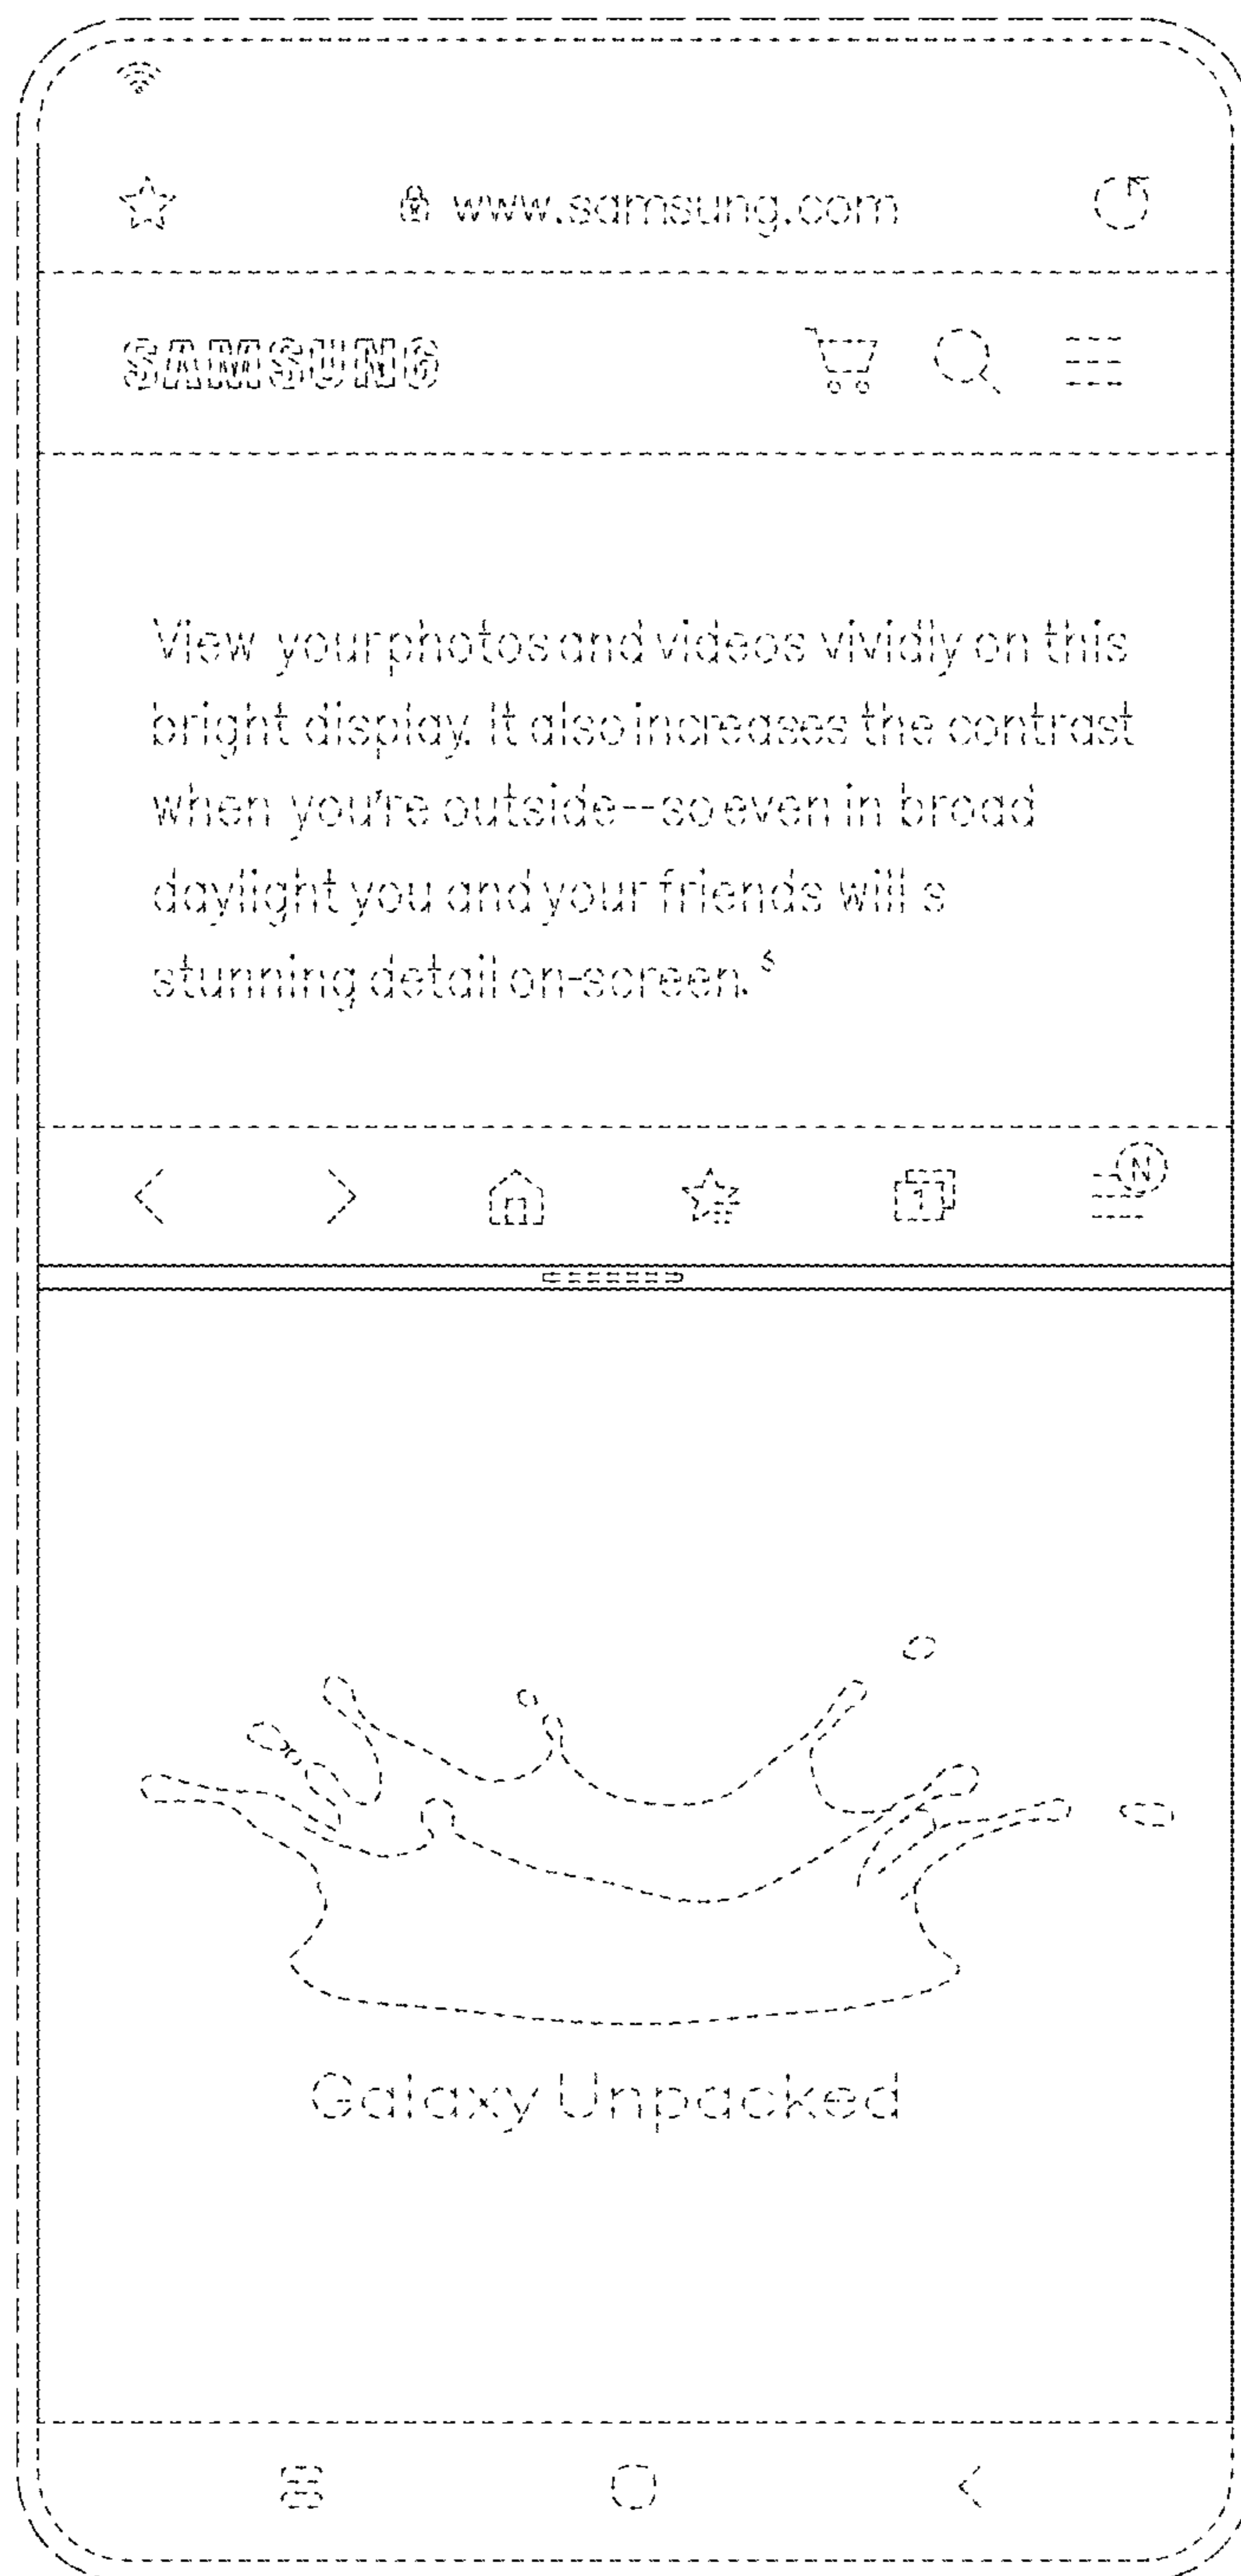 www.samsung.com
SAMSUNG
View your photos and videos vividly on this
bright display. It also increases the contrast
when you're outside--so even in broad
daylight you and your friends will s
stunning detail on-screen. 5
1 N
Galaxy Unpacked